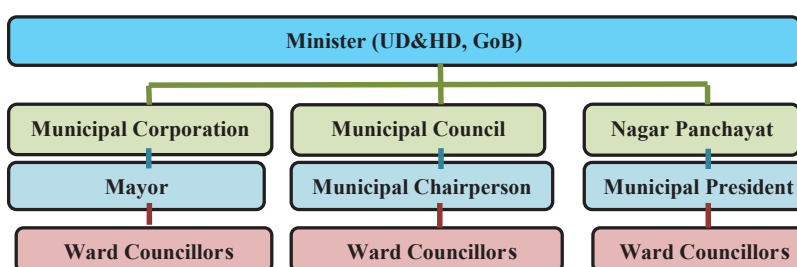 Minister (UD&HD, GoB)
Municipal Corporation
Municipal Council
Nagar Panchayat
Mayor
Municipal Chairperson
Municipal President
Ward Councillors
Ward Councillors
Ward Councillors